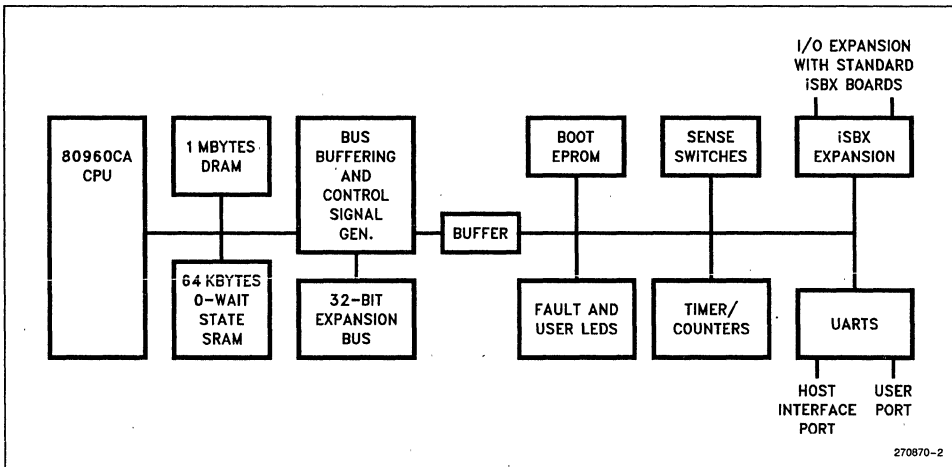 I/O EXPANSION
WITH STANDARD
iSBX BOARDS
80960CA
CPU
1 MBYTES
DRAM
BUS
BUFFERING
AND
CONTROL
SIGNAL
GEN.
BOOT
EPROM
SENSE
SWITCHES
iSBX
EXPANSION
BUFFER
64 KBYTES
0-WAIT
STATE
SRAM
32-BIT
EXPANSION
BUS
FAULT AND
USER LEDS
TIMER/
COUNTERS
UARTS
HOST
INTERFACE
PORT
USER
PORT
270870-2